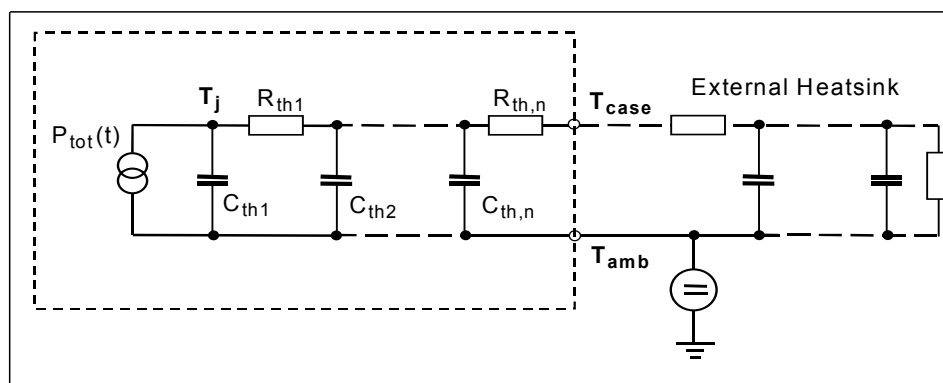 External Heatsink
T_j
R_th1
R_th,n
T_case
P_tot(t)
C_th1
C_th2
C_th,n
T_amb